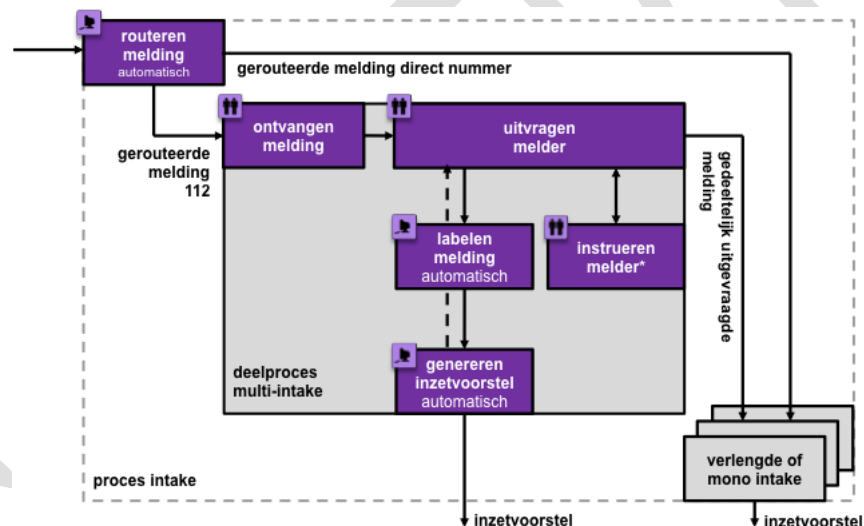 routeren
melding
automatisch
gerouteerde melding direct nummer
ontvangen
melding
uitvragen
melder
gerouteerde
melding
112
gedeeltelijk uitgevraagde
melding
labelen
melding
automatisch
instrueren
melder*
genereren
inzetvoorstel
automatisch
deelproces
multi-intake
verlengde of
mono intake
proces intake
inzetvoorstel
inzetvoorstel